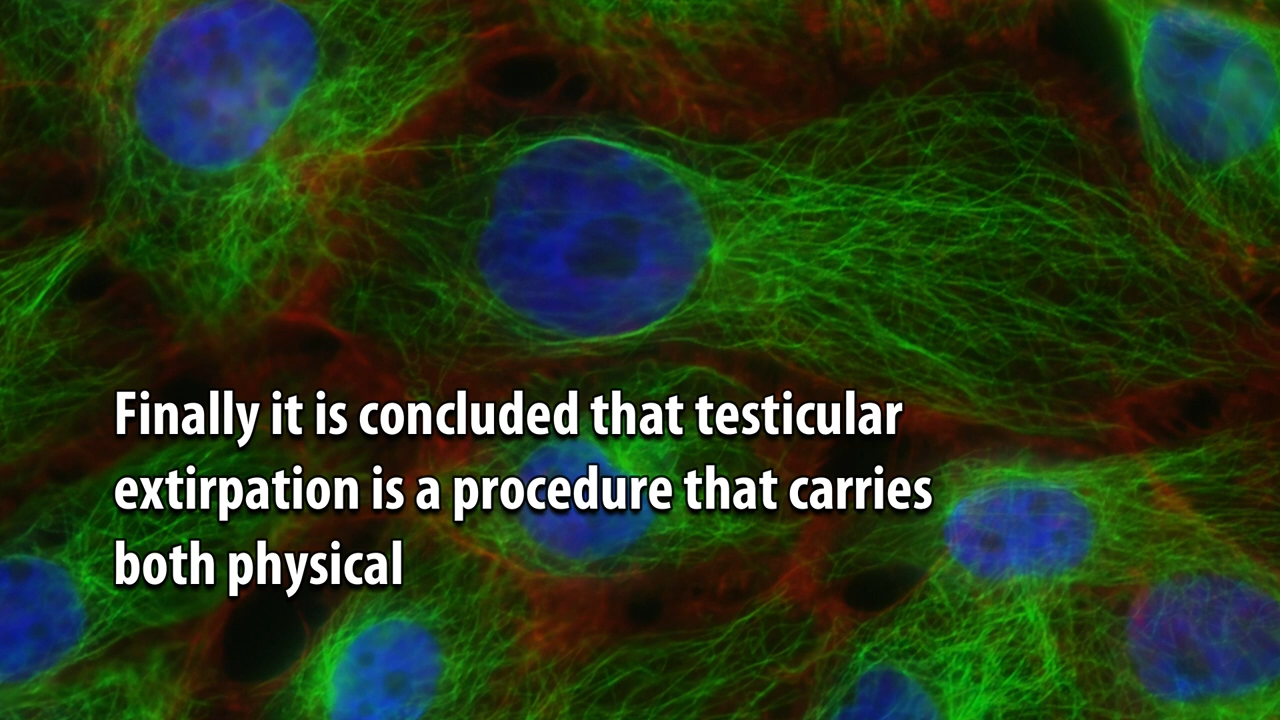 Finally it is concluded that testicular
extirpation is a procedure that carries
both physical